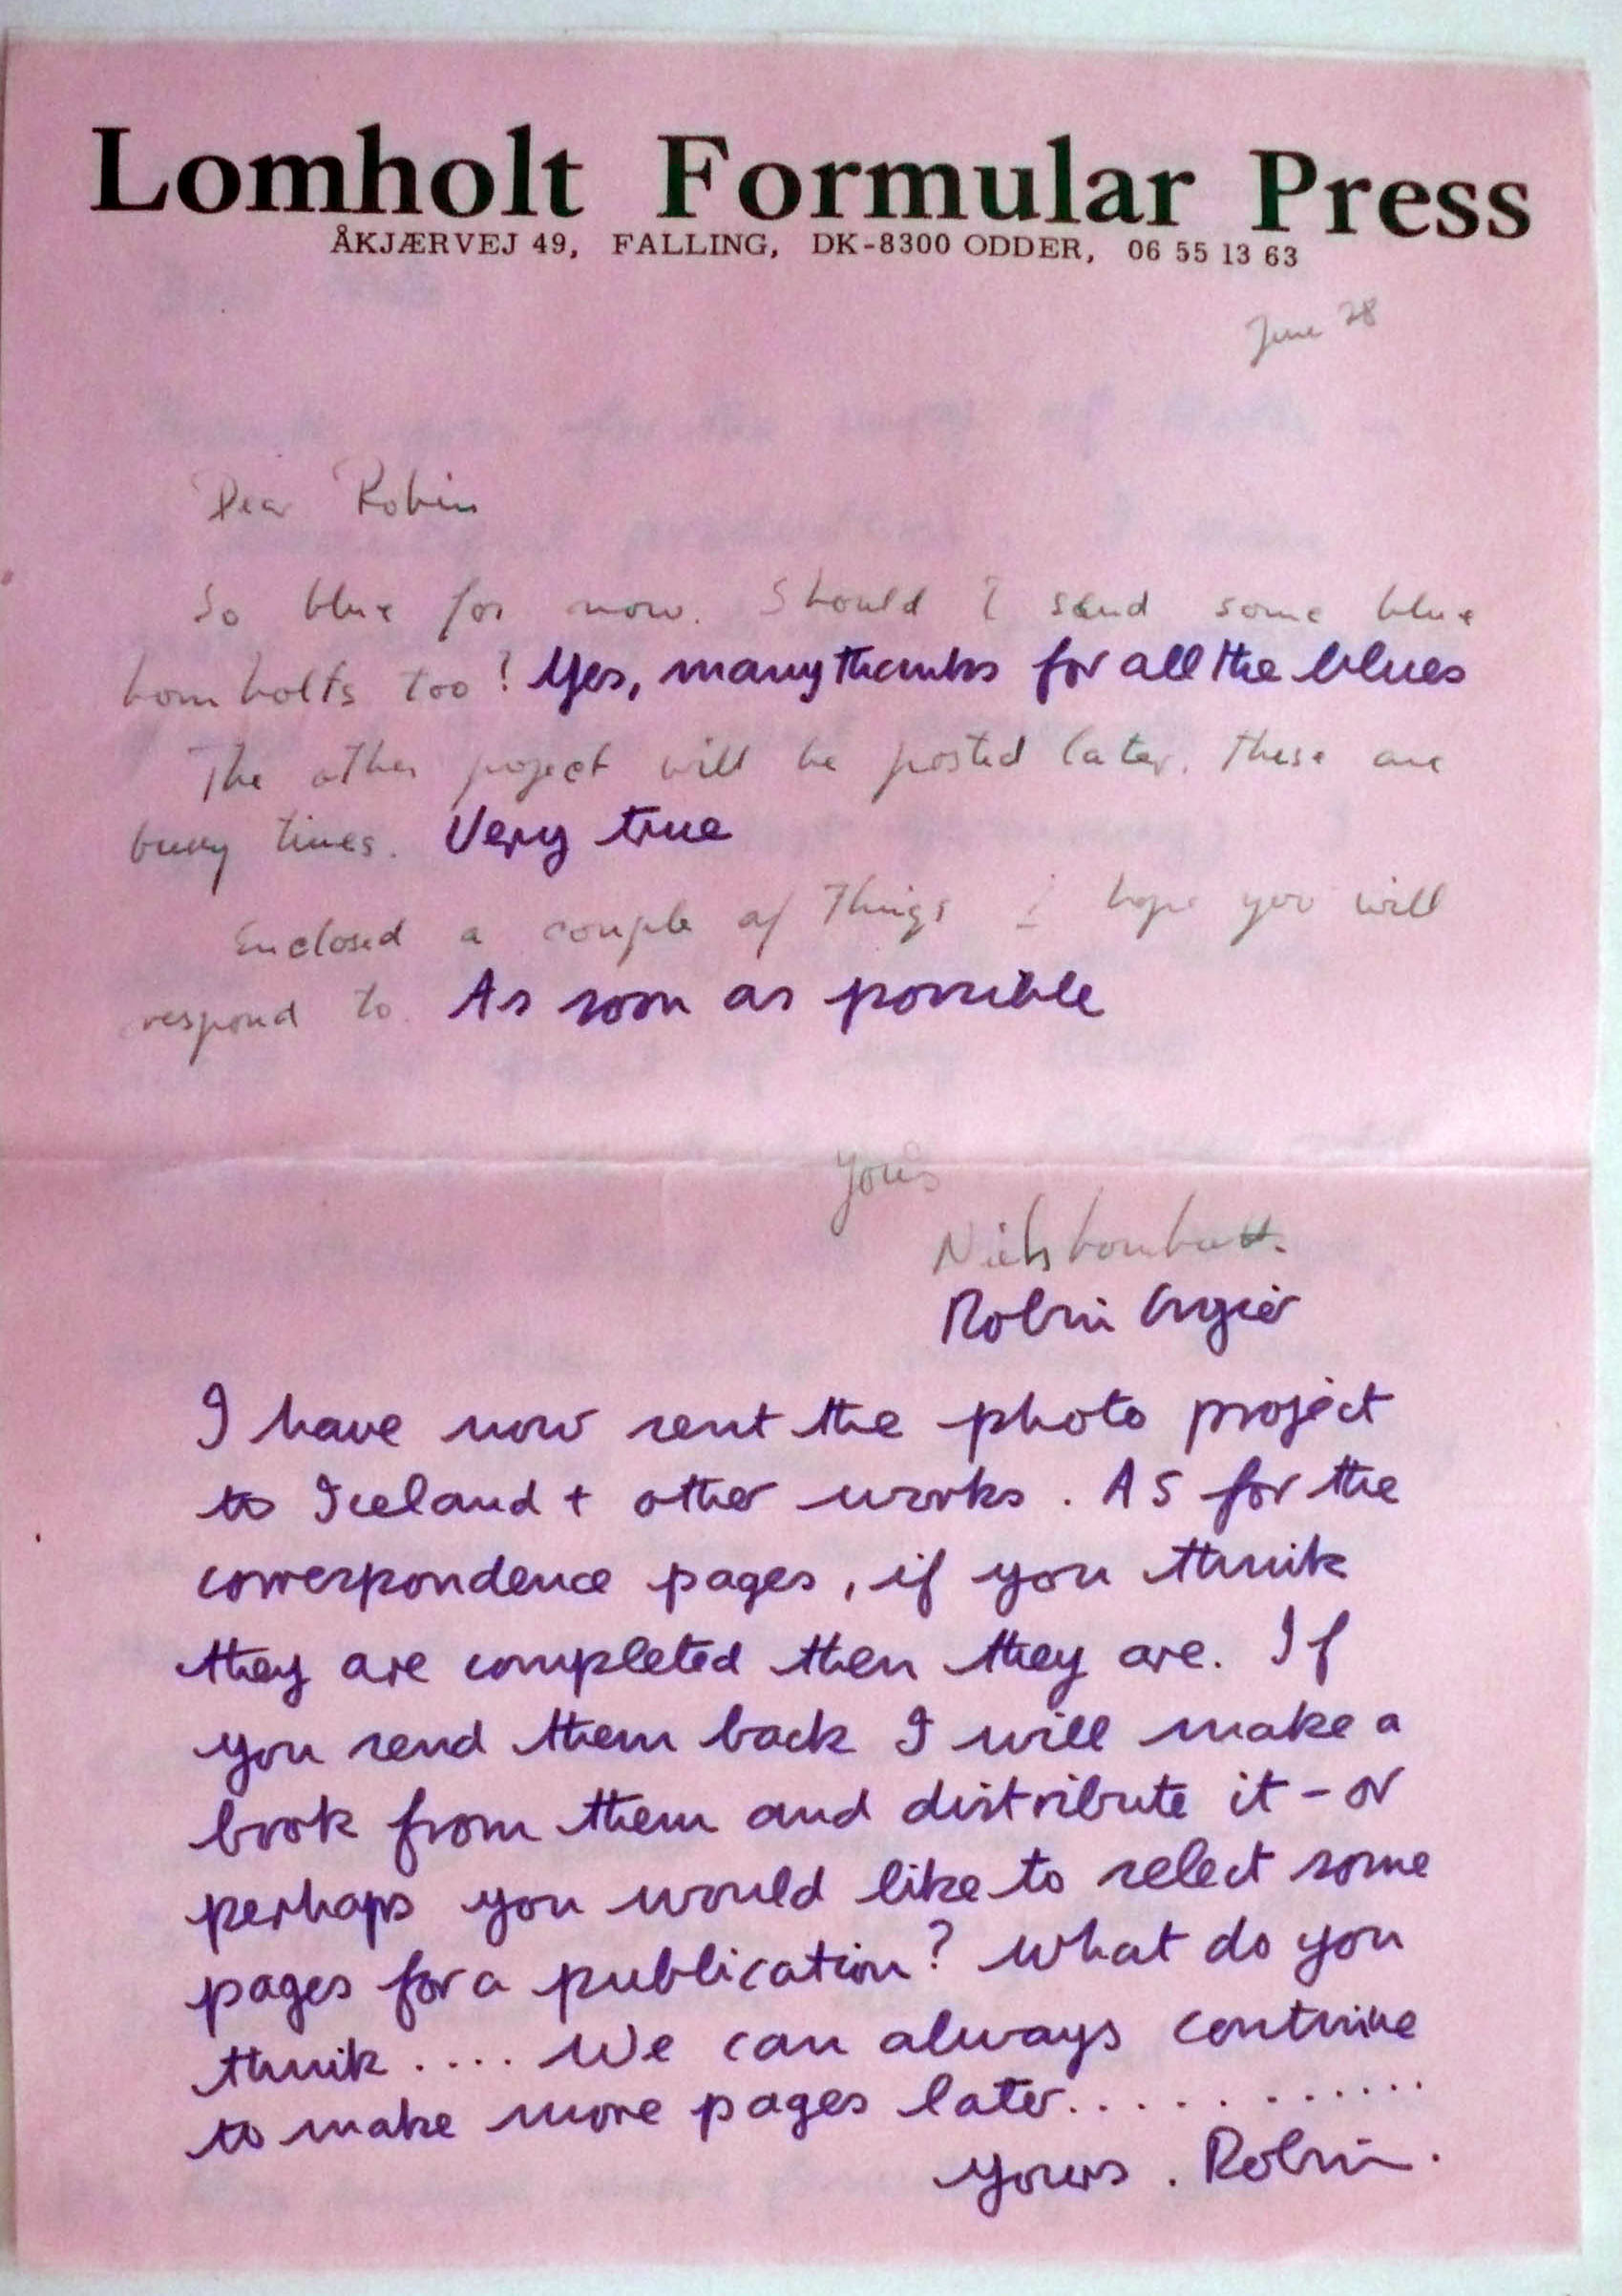 Lomholt Formular Press
ÅKJÆRVEJ 49, FALLING, DK-8300 ODDER, 06 55 13 63
June 28
Dear Robin
So blue for now. Should I send some blue
Lomholts too? Yes, many thanks for all the blues
The other project will be posted later. These are
busy times. Very true
Enclosed a couple of things I hope you will
respond to. As soon as possible
Yours
Niels Lomholt.
Robin Crozier
I have now sent the photo project
to Iceland + other works. AS for the
correspondence pages, if you think
they are completed then they are. If
you send them back I will make a
book from them and distribute it - or
perhaps you would like to select some
pages for a publication? What do you
think .... We can always continue
to make more pages later............
yours. Robin.